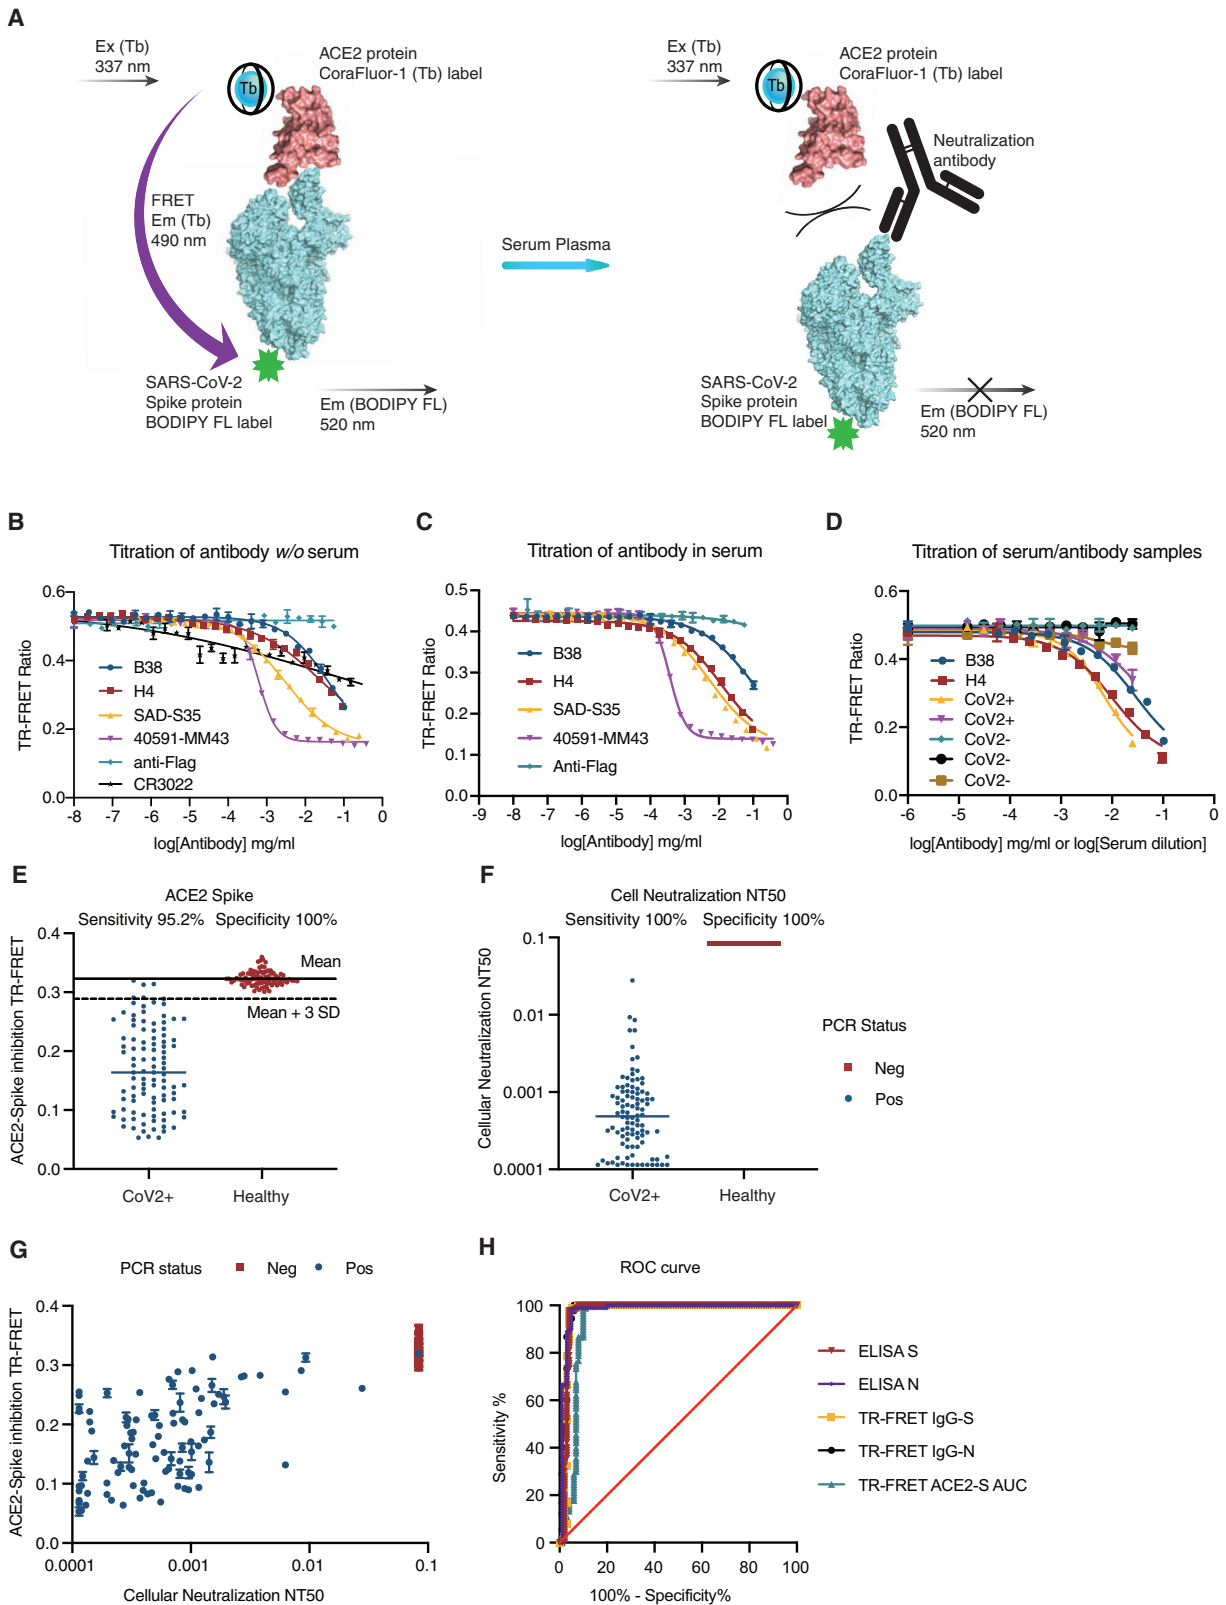 A
Ex (Tb)
337 nm
Tb
ACE2 protein
CoraFluor-1 (Tb) label
FRET
Em (Tb)
490 nm
SARS-CoV-2
Spike protein
BODIPY FL label
Em (BODIPY FL)
520 nm
Serum Plasma
Ex (Tb)
337 nm
Tb
ACE2 protein
CoraFluor-1 (Tb) label
Neutralization
antibody
SARS-CoV-2
Spike protein
BODIPY FL label
Em (BODIPY FL)
520 nm
B
Titration of antibody w/o serum
TR-FRET Ratio
0.6
0.4
0.2
0.0
B38
H4
SAD-S35
40591-MM43
anti-Flag
CR3022
-8 -7 -6 -5 -4 -3 -2 -1 0
log[Antibody] mg/ml
C
Titration of antibody in serum
TR-FRET Ratio
0.5
0.4
0.3
0.2
0.1
0.0
B38
H4
SAD-S35
40591-MM43
Anti-Flag
-9 -8 -7 -6 -5 -4 -3 -2 -1 0
log[Antibody] mg/ml
D
Titration of serum/antibody samples
TR-FRET Ratio
0.6
0.4
0.2
0.0
B38
H4
CoV2+
CoV2+
CoV2-
CoV2-
CoV2-
-6 -5 -4 -3 -2 -1 0
log[Antibody] mg/ml or log[Serum dilution]
E
ACE2 Spike
Sensitivity 95.2% Specificity 100%
ACE2-Spike inhibition TR-FRET
0.4
0.3
0.2
0.1
0.0
Mean
Mean + 3 SD
CoV2+ Healthy
F
Cell Neutralization NT50
Sensitivity 100% Specificity 100%
Cellular Neutralization NT50
0.1
0.01
0.001
0.0001
CoV2+ Healthy
PCR Status
Neg
Pos
G
PCR status Neg Pos
ACE2-Spike inhibition TR-FRET
0.4
0.3
0.2
0.1
0.0
0.0001 0.001 0.01 0.1
Cellular Neutralization NT50
H
ROC curve
Sensitivity %
100
80
60
40
20
0
0 20 40 60 80 100
100% - Specificity%
ELISA S
ELISA N
TR-FRET IgG-S
TR-FRET IgG-N
TR-FRET ACE2-S AUC